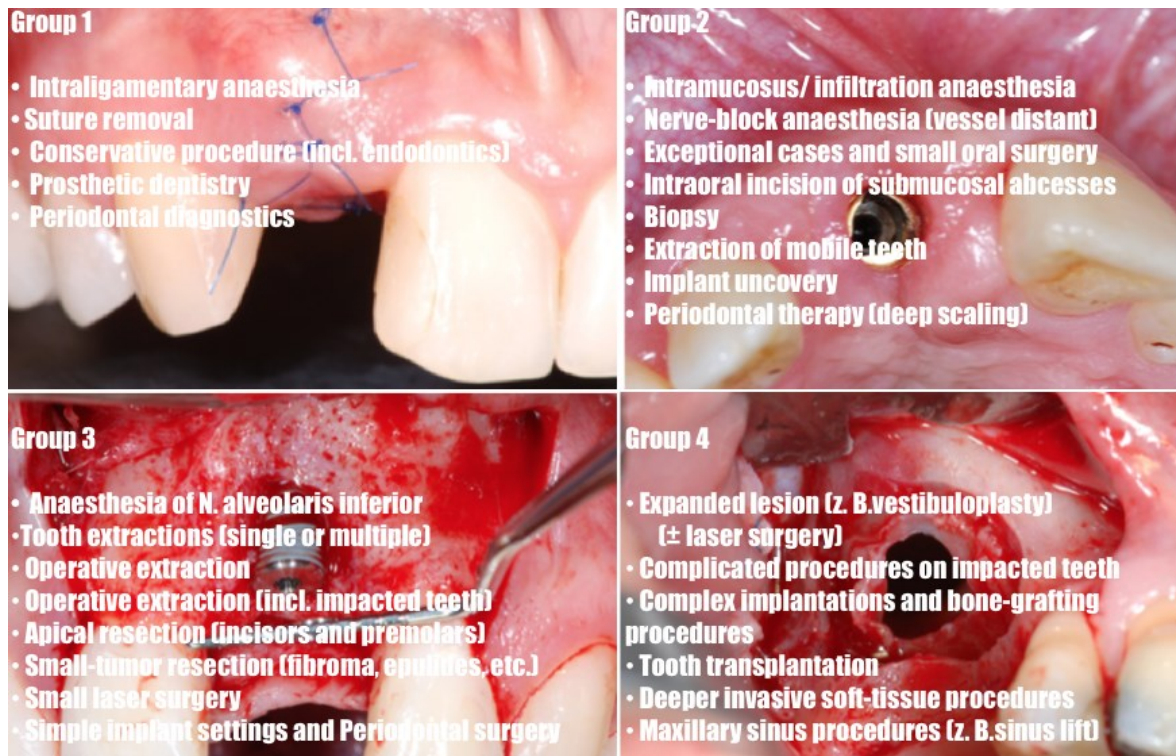 Group 1
• Intraligamentary anaesthesia
• Suture removal
• Conservative procedure (incl. endodontics)
• Prosthetic dentistry
• Periodontal diagnostics
Group 2
• Intramucosus/ infiltration anaesthesia
• Nerve-block anaesthesia (vessel distant)
• Exceptional cases and small oral surgery
• Intraoral incision of submucosal abcesses
• Biopsy
• Extraction of mobile teeth
• Implant uncovery
• Periodontal therapy (deep scaling)
Group 3
• Anaesthesia of N. alveolaris inferior
•Tooth extractions (single or multiple)
• Operative extraction
• Operative extraction (incl. impacted teeth)
• Apical resection (incisors and premolars)
• Small-tumor resection (fibroma, epulides, etc.)
• Small laser surgery
• Simple implant settings and Periodontal surgery
Group 4
• Expanded lesion (z. B.vestibuloplasty)
(± laser surgery)
• Complicated procedures on impacted teeth
• Complex implantations and bone-grafting
procedures
• Tooth transplantation
• Deeper invasive soft-tissue procedures
• Maxillary sinus procedures (z. B.sinus lift)